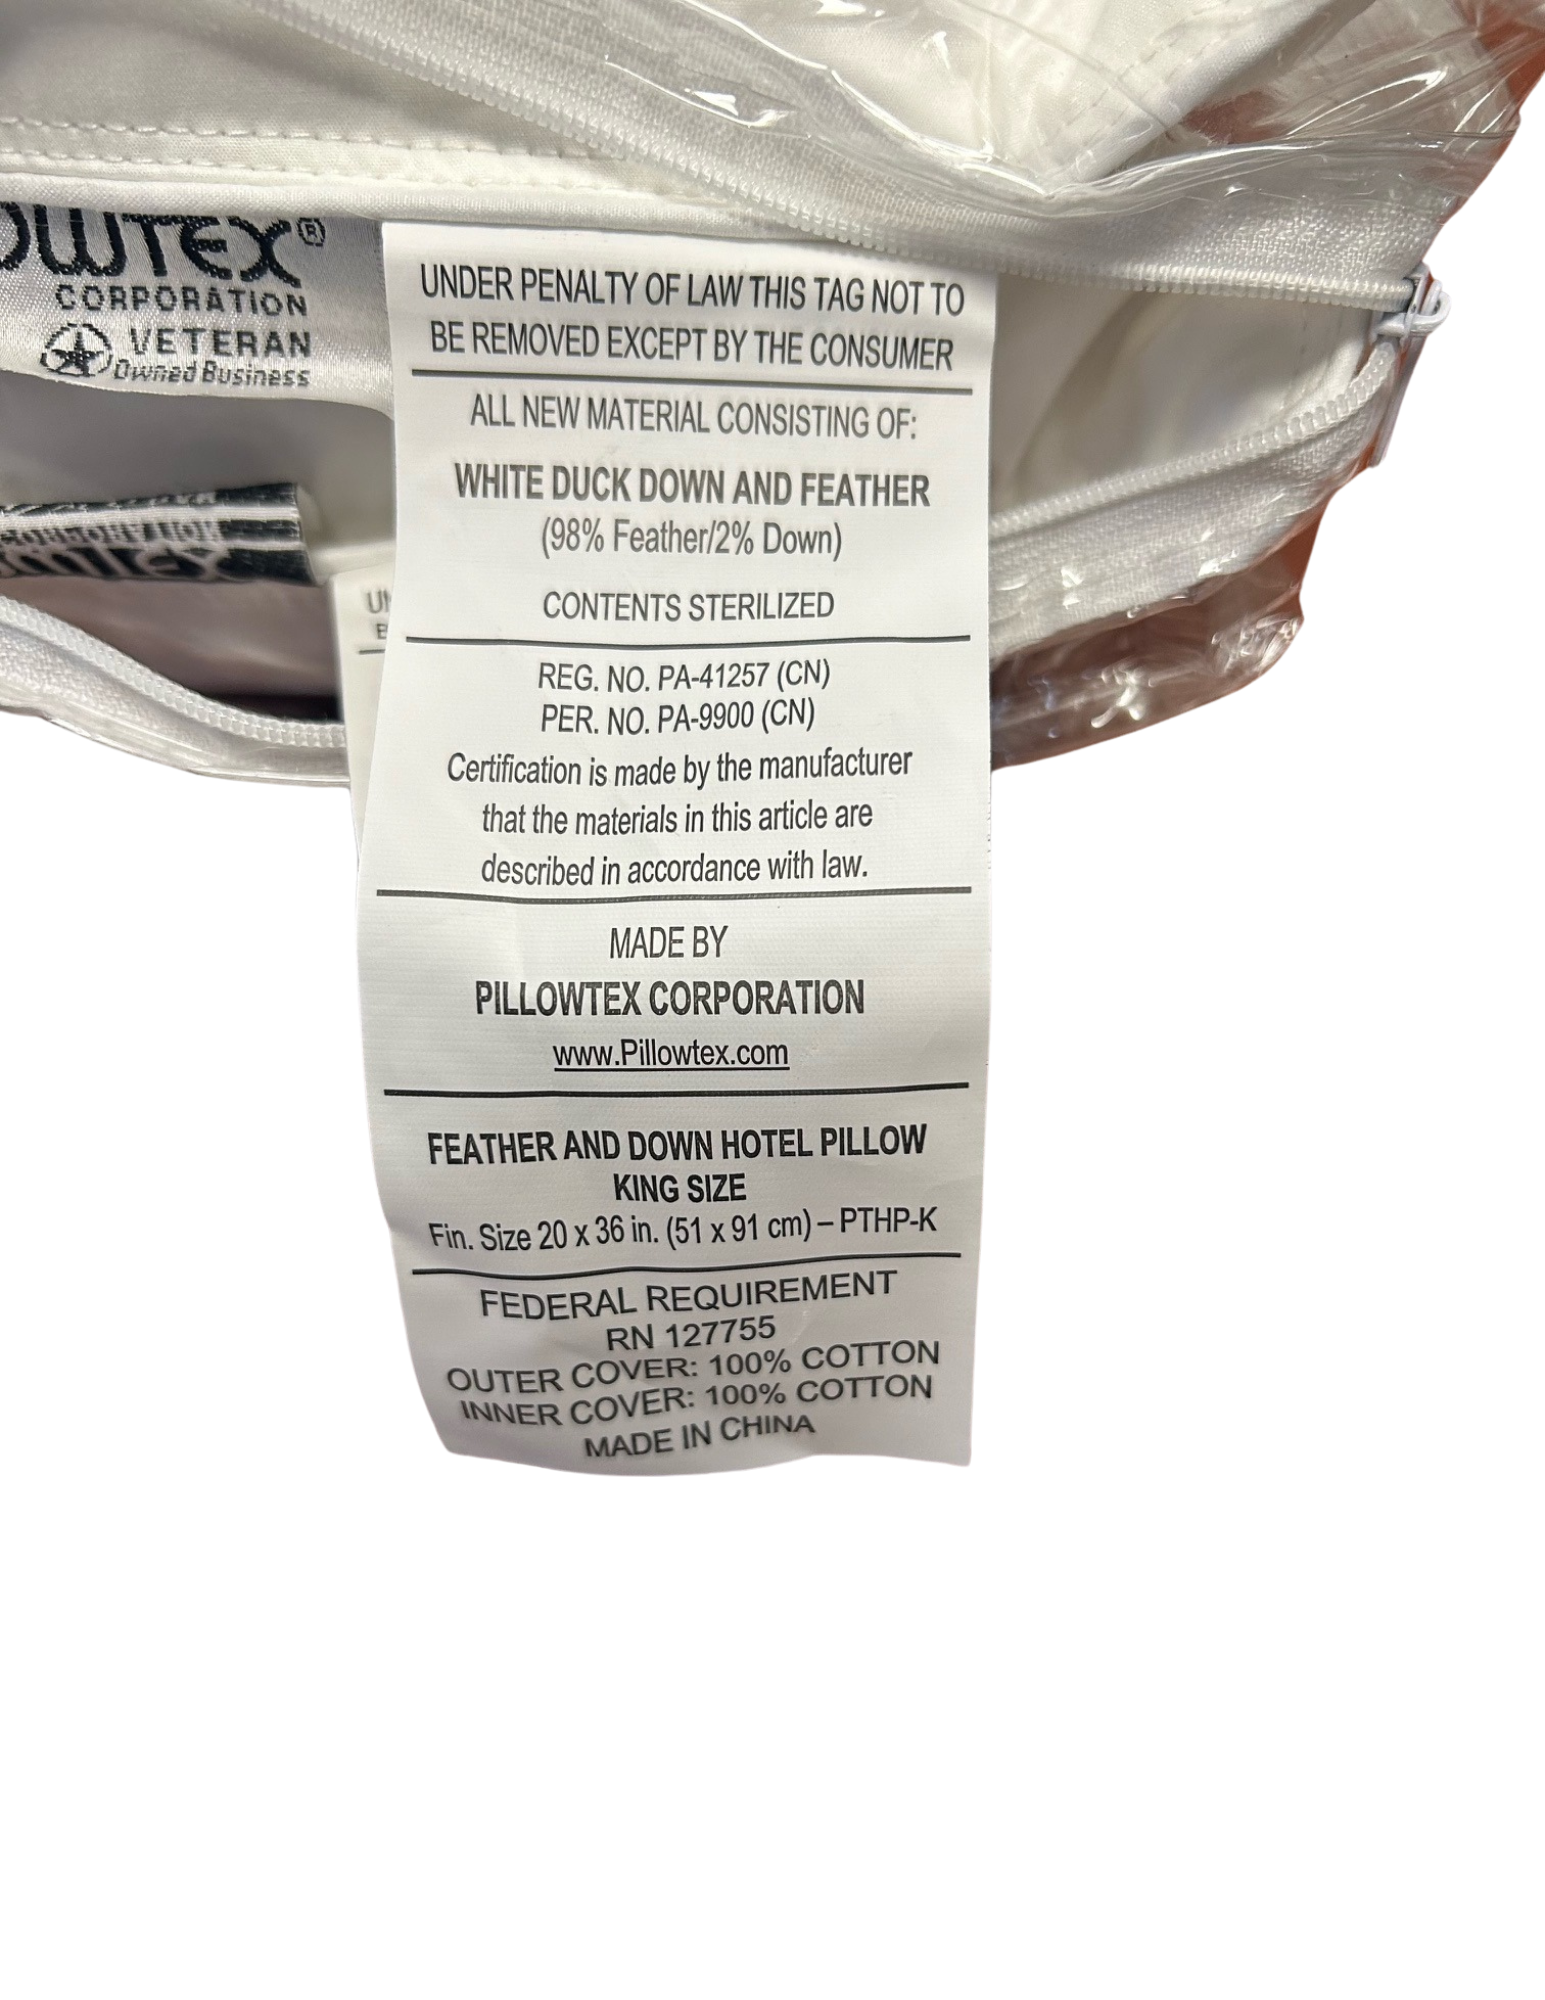 WTEX®
CORPORATION
VETERAN
Owned Business
UNDER PENALTY OF LAW THIS TAG NOT TO
BE REMOVED EXCEPT BY THE CONSUMER
ALL NEW MATERIAL CONSISTING OF:
WHITE DUCK DOWN AND FEATHER
(98% Feather/2% Down)
CONTENTS STERILIZED
REG. NO. PA-41257 (CN)
PER. NO. PA-9900 (CN)
Certification is made by the manufacturer
that the materials in this article are
described in accordance with law.
MADE BY
PILLOWTEX CORPORATION
www.Pillowtex.com
FEATHER AND DOWN HOTEL PILLOW
KING SIZE
Fin. Size 20 x 36 in. (51 x 91 cm) – PTHP-K
FEDERAL REQUIREMENT
RN 127755
OUTER COVER: 100% COTTON
INNER COVER: 100% COTTON
MADE IN CHINA